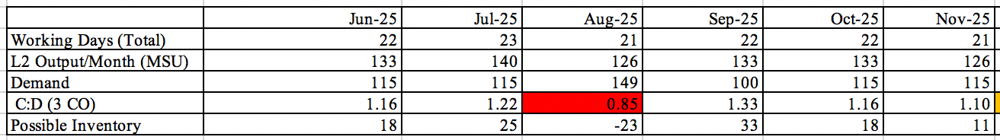 Jun-25 Jul-25 Aug-25 Sep-25 Oct-25 Nov-25
Working Days (Total) 22 23 21 22 22 21
L2 Output/Month (MSU) 133 140 126 133 133 126
Demand 115 115 149 100 115 115
C:D (3 CO) 1.16 1.22 0.85 1.33 1.16 1.10
Possible Inventory 18 25 -23 33 18 11